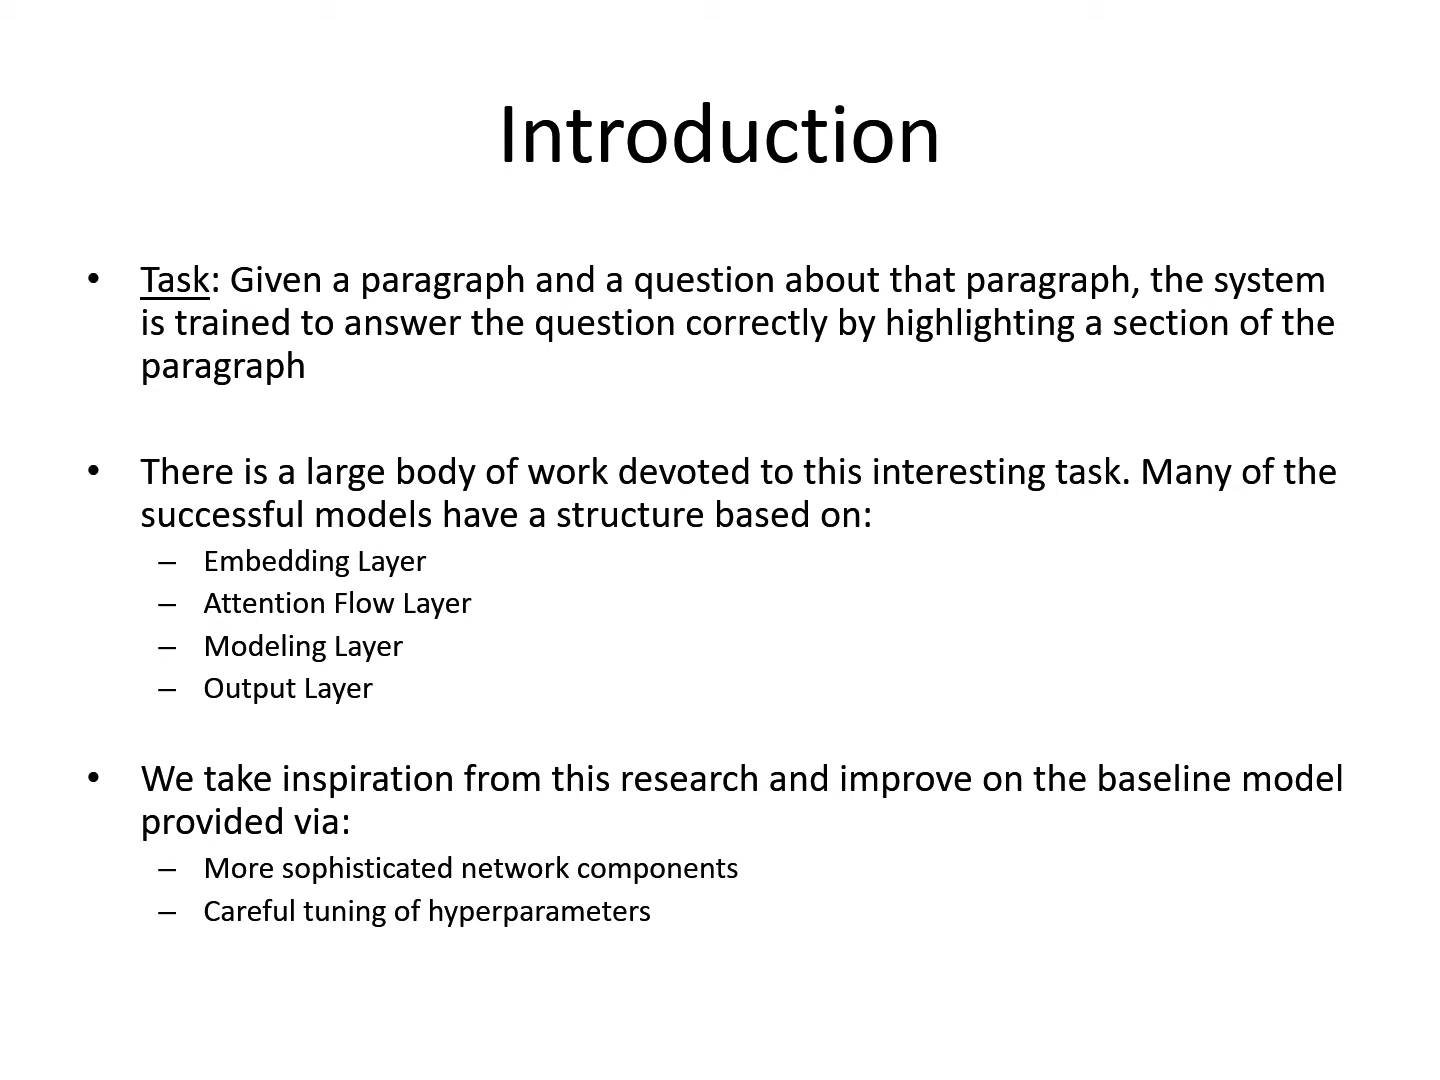 Introduction
• Task: Given a paragraph and a question about that paragraph, the system
is trained to answer the question correctly by highlighting a section of the
paragraph
• There is a large body of work devoted to this interesting task. Many of the
successful models have a structure based on:
– Embedding Layer
– Attention Flow Layer
– Modeling Layer
– Output Layer
• We take inspiration from this research and improve on the baseline model
provided via:
– More sophisticated network components
– Careful tuning of hyperparameters